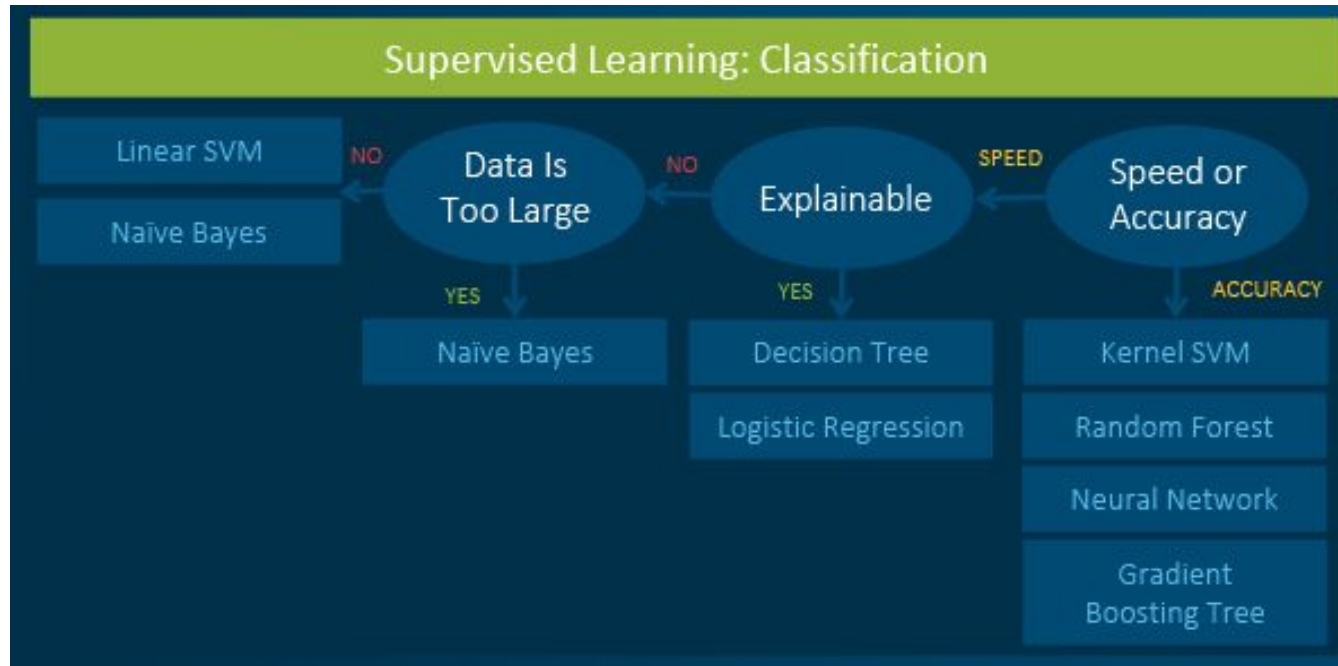 Supervised Learning: Classification
Linear SVM
Naïve Bayes
NO
Data Is
Too Large
NO
Explainable
SPEED
Speed or
Accuracy
YES
YES
ACCURACY
Naïve Bayes
Decision Tree
Logistic Regression
Kernel SVM
Random Forest
Neural Network
Gradient
Boosting Tree